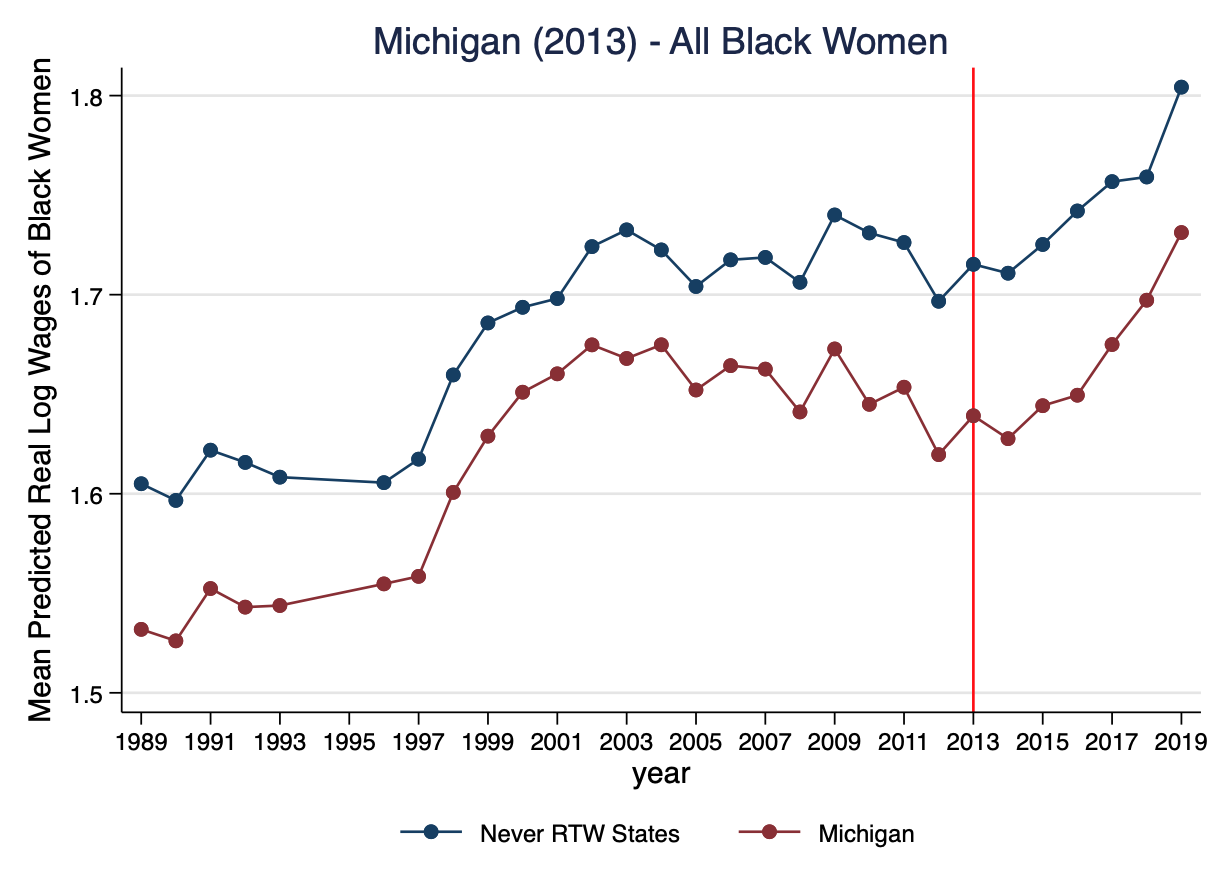 Michigan (2013) - All Black Women
Mean Predicted Real Log Wages of Black Women
1.8
1.7
1.6
1.5
1989 1991 1993 1995 1997 1999 2001 2003 2005 2007 2009 2011 2013 2015 2017 2019
year
Never RTW States Michigan